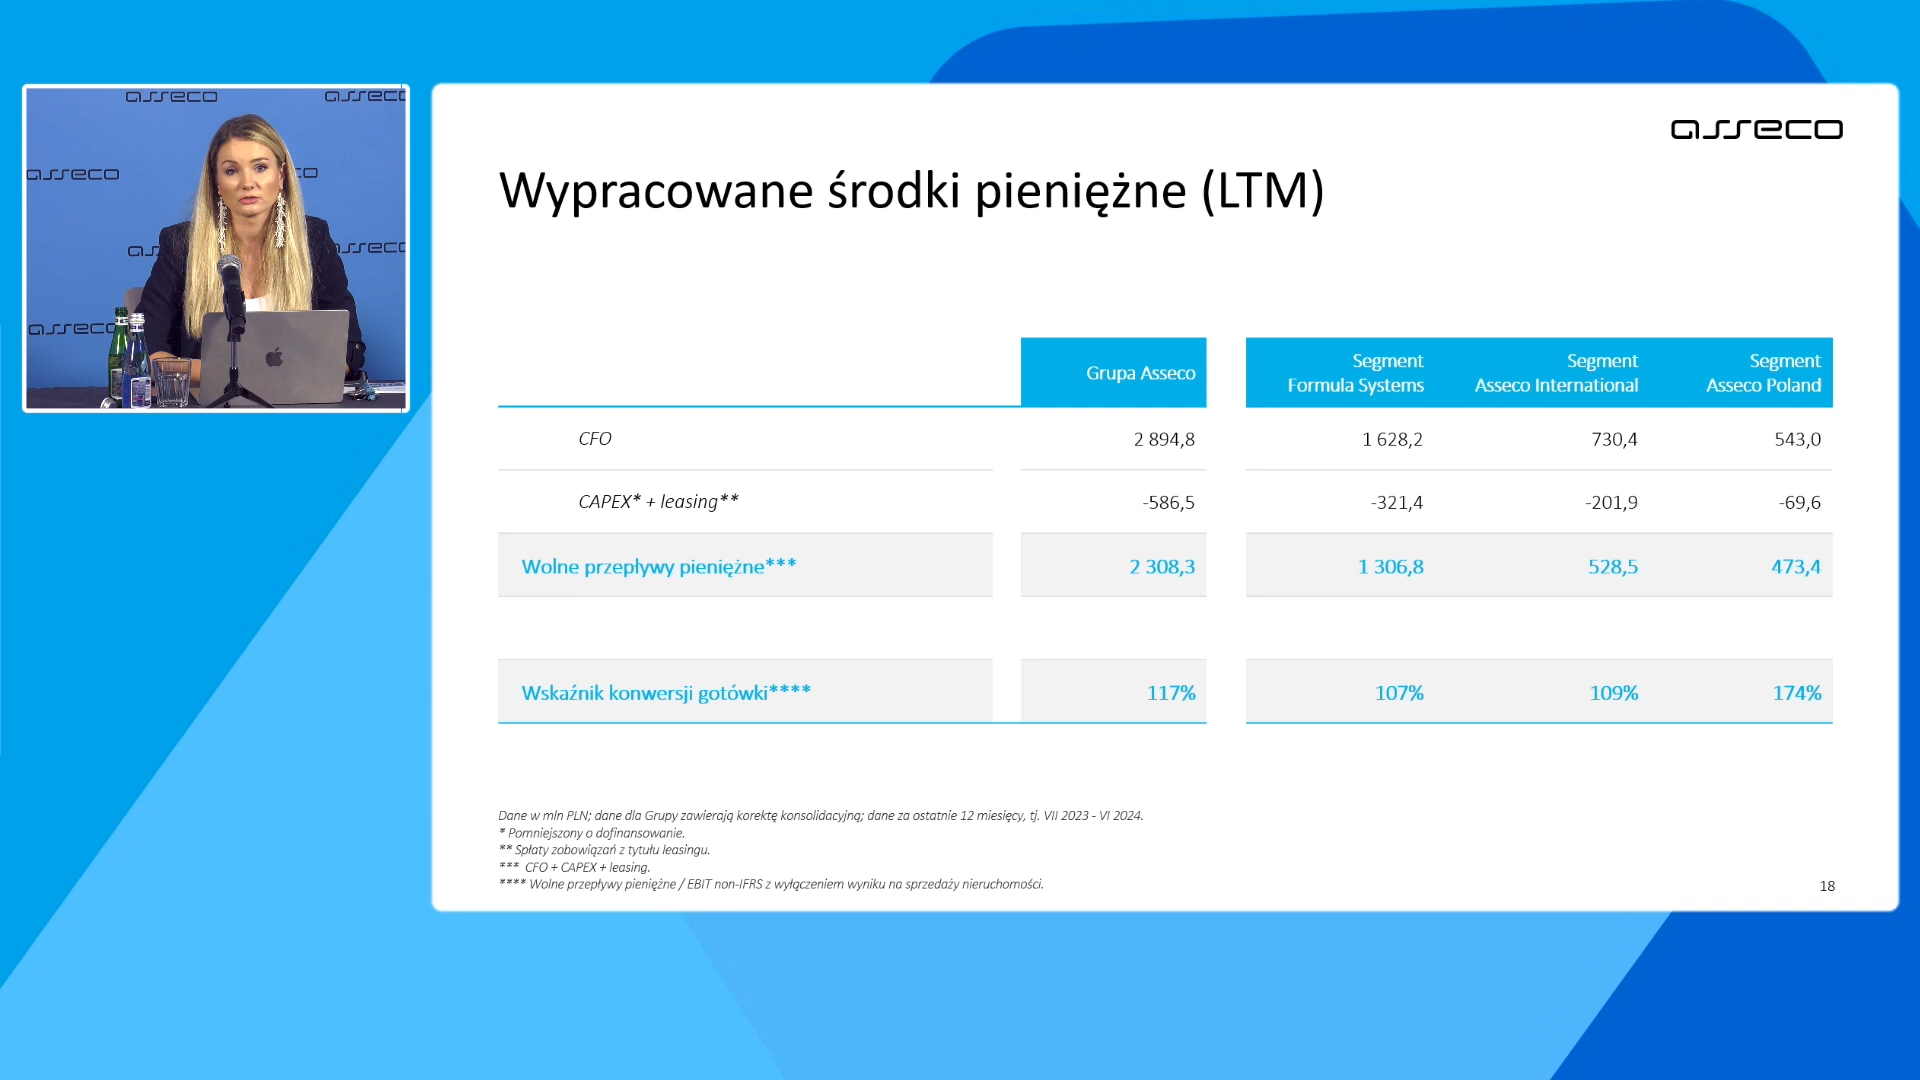 asseco
asseco
asseco
asseco
asseco
Wypracowane środki pieniężne (LTM)
Grupa Asseco
Segment
Formula Systems
Segment
Asseco International
Segment
Asseco Poland
CFO 2 894,8 1 628,2 730,4 543,0
CAPEX* + leasing** -586,5 -321,4 -201,9 -69,6
Wolne przepływy pieniężne*** 2 308,3 1 306,8 528,5 473,4
Wskaźnik konwersji gotówki**** 117% 107% 109% 174%
Dane w mln PLN; dane dla Grupy zawierają korektę konsolidacyjną; dane za ostatnie 12 miesięcy, tj. VII 2023 - VI 2024.
* Pomniejszony o dofinansowanie.
** Spłaty zobowiązań z tytułu leasingu.
*** CFO + CAPEX + leasing.
**** Wolne przepływy pieniężne / EBIT non-IFRS z wyłączeniem wyniku na sprzedaży nieruchomości.
18